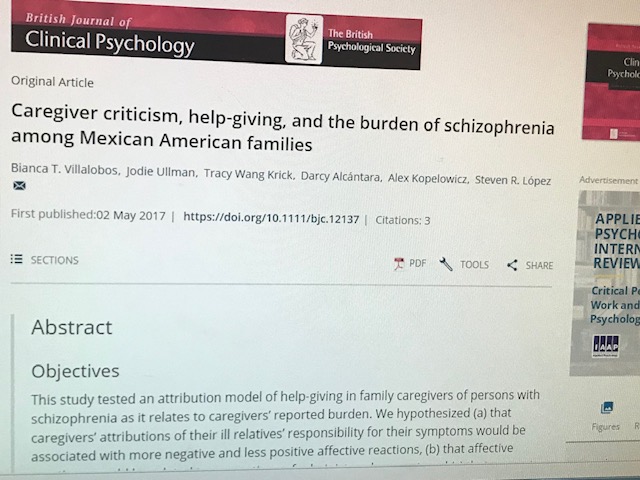 British Journal of
Clinical Psychology
The British
Psychological Society
Original Article
Caregiver criticism, help-giving, and the burden of schizophrenia
among Mexican American families
Bianca T. Villalobos, Jodie Ullman, Tracy Wang Krick, Darcy Alcántara, Alex Kopelowicz, Steven R. López
First published:02 May 2017 | https://doi.org/10.1111/bjc.12137 | Citations: 3
SECTIONS
PDF TOOLS SHARE
Abstract
Objectives
This study tested an attribution model of help-giving in family caregivers of persons with
schizophrenia as it relates to caregivers' reported burden. We hypothesized (a) that
caregivers' attributions of their ill relatives' responsibility for their symptoms would be
associated with more negative and less positive affective reactions, (b) that affective
Clin
Psycholo
Advertisement
APPLIE
PSYCH
INTERN
REVIEW
Critical P
Work and
Psycholog
IAAP
Figures R